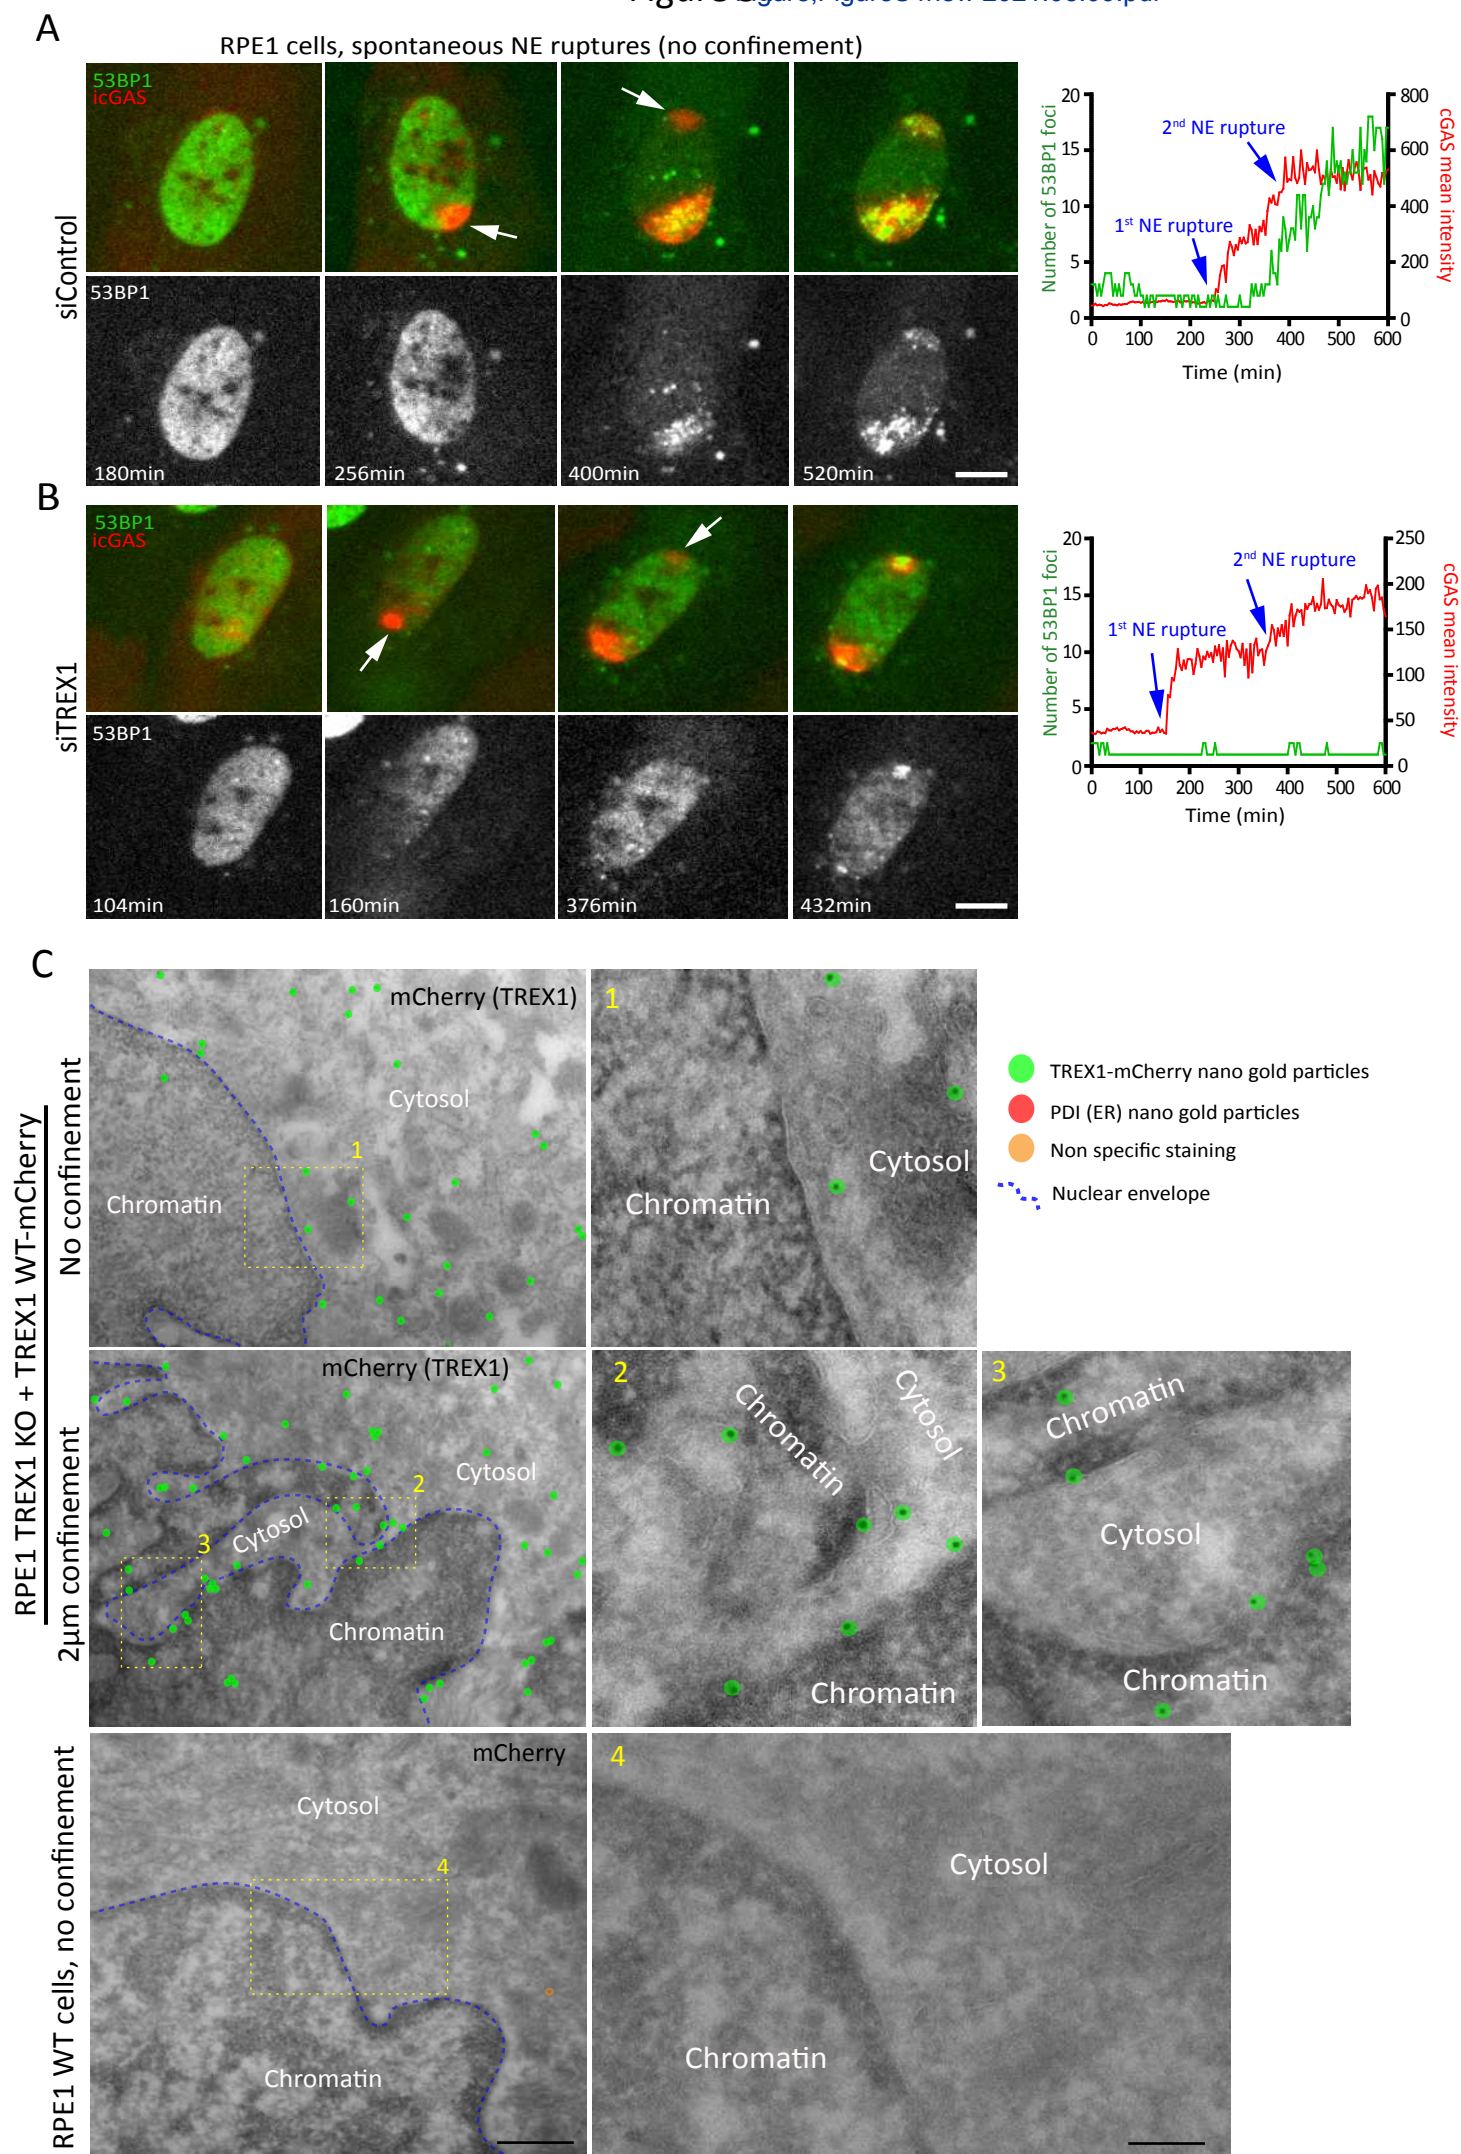 A
RPE1 cells, spontaneous NE ruptures (no confinement)
siControl
53BP1
icGAS
53BP1
180min
256min
400min
520min
Number of 53BP1 foci
20
15
10
5
0
800
600
400
200
0
cGAS mean intensity
1st NE rupture
2nd NE rupture
0 100 200 300 400 500 600
Time (min)
B
siTREX1
53BP1
icGAS
53BP1
104min
160min
376min
432min
Number of 53BP1 foci
20
15
10
5
0
250
200
150
100
50
0
cGAS mean intensity
1st NE rupture
2nd NE rupture
0 100 200 300 400 500 600
Time (min)
C
RPE1 TREX1 KO + TREX1 WT-mCherry
No confinement
mCherry (TREX1)
Cytosol
1
Chromatin
1
Cytosol
Chromatin
TREX1-mCherry nano gold particles
PDI (ER) nano gold particles
Non specific staining
Nuclear envelope
2µm confinement
mCherry (TREX1)
Cytosol
2
Cytosol
3
Chromatin
2
Chromatin
Cytosol
Chromatin
3
Chromatin
Cytosol
Chromatin
RPE1 WT cells, no confinement
mCherry
Cytosol
4
Chromatin
4
Cytosol
Chromatin